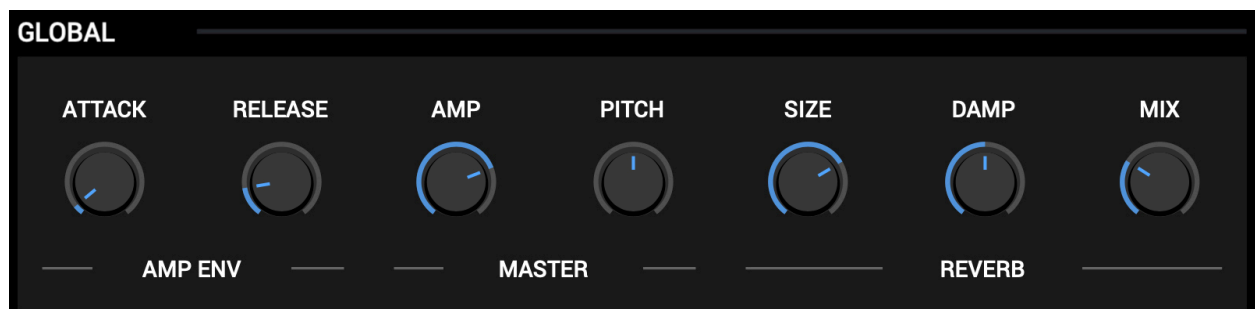 GLOBAL
ATTACK RELEASE AMP PITCH SIZE DAMP MIX
AMP ENV MASTER REVERB